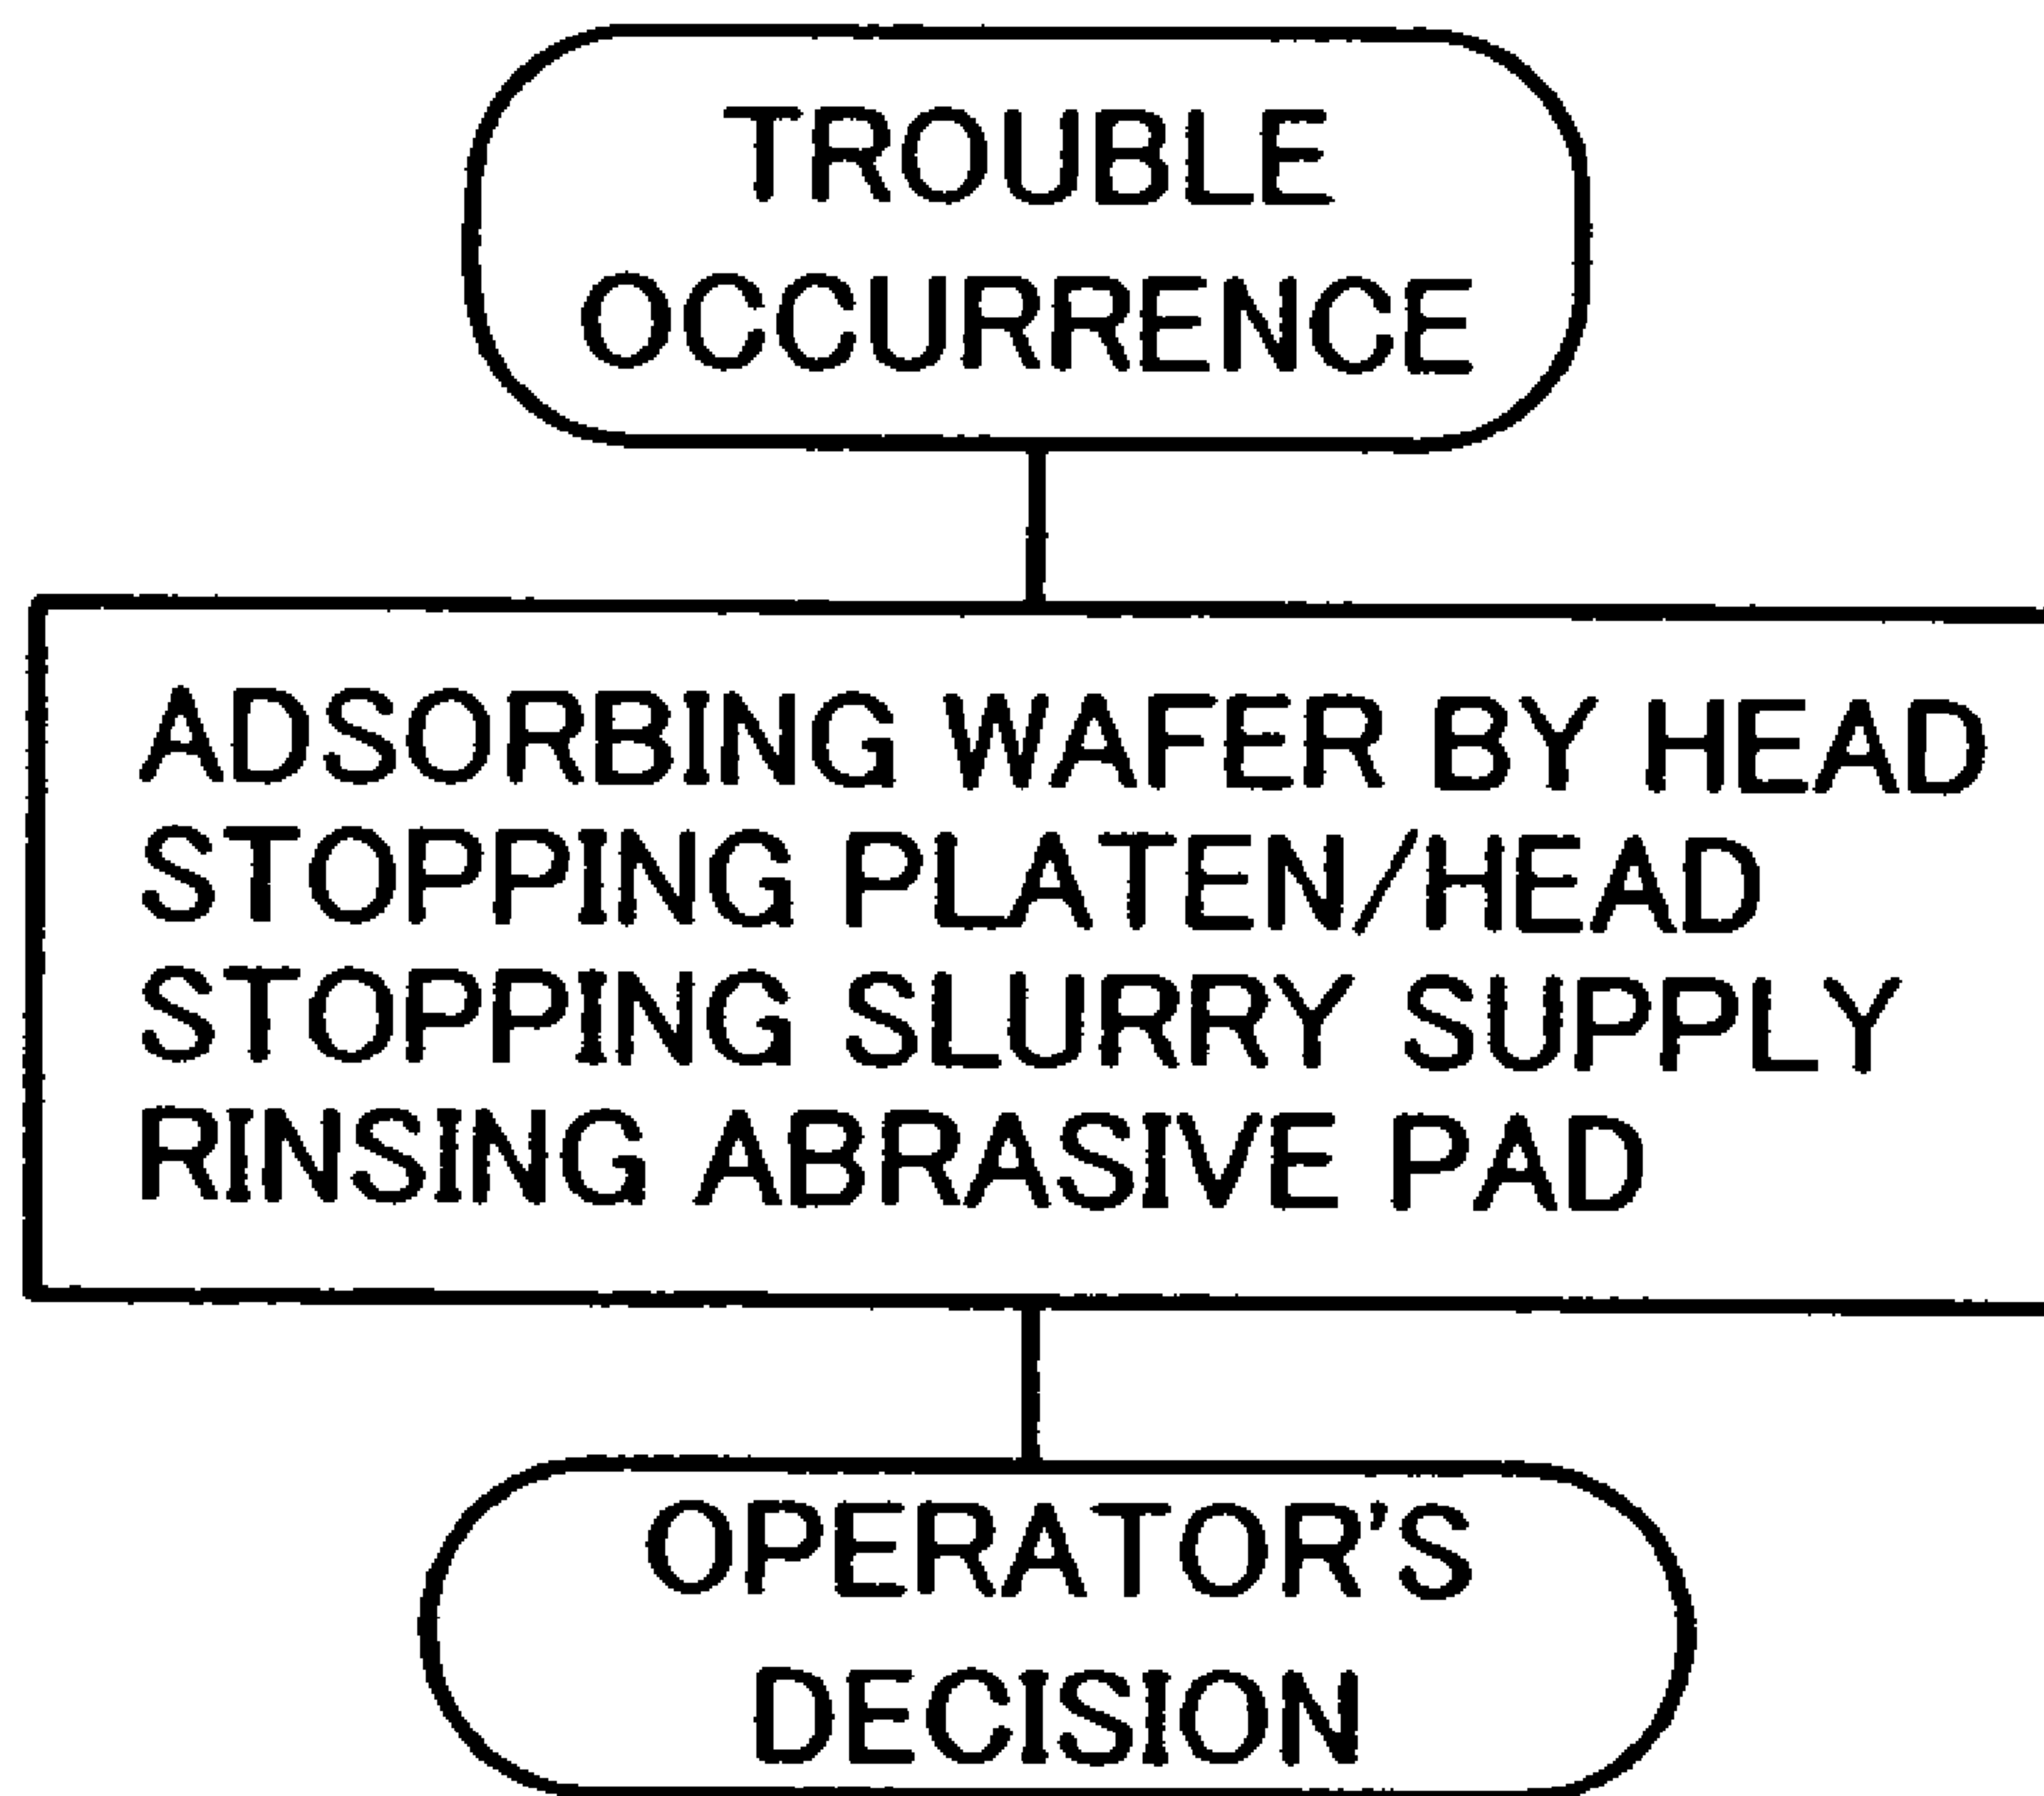 TROUBLE
OCCURRENCE
ADSORBING WAFER BY HEAD
STOPPING PLATEN/HEAD
STOPPING SLURRY SUPPLY
RINSING ABRASIVE PAD
OPERATOR'S
DECISION